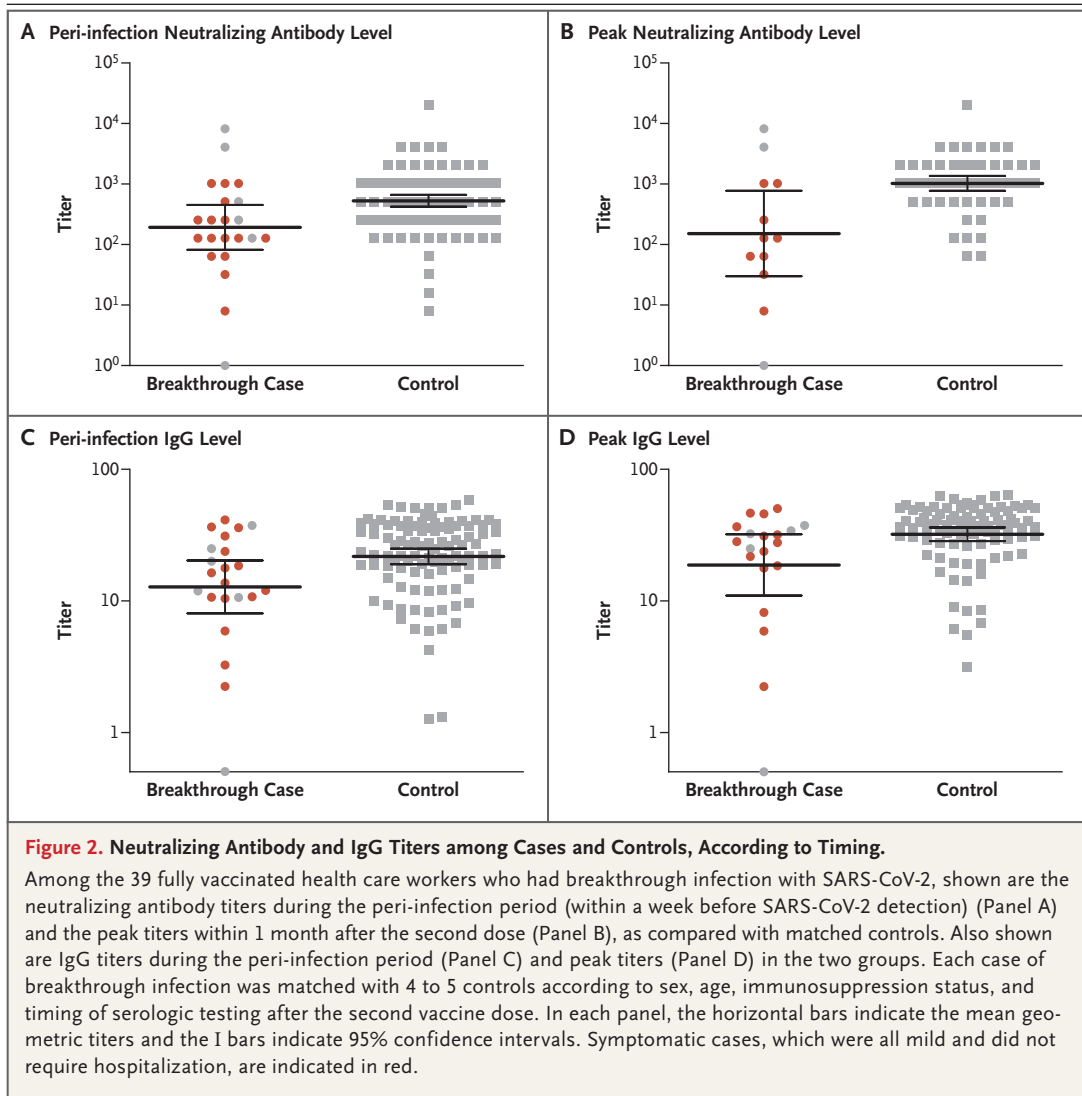 A Peri-infection Neutralizing Antibody Level
10⁵
10⁴
10³
10²
10¹
10⁰
Titer
Breakthrough Case
Control
B Peak Neutralizing Antibody Level
10⁵
10⁴
10³
10²
10¹
10⁰
Titer
Breakthrough Case
Control
C Peri-infection IgG Level
100
10
1
Titer
Breakthrough Case
Control
D Peak IgG Level
100
10
1
Titer
Breakthrough Case
Control
Figure 2. Neutralizing Antibody and IgG Titers among Cases and Controls, According to Timing.
Among the 39 fully vaccinated health care workers who had breakthrough infection with SARS-CoV-2, shown are the
neutralizing antibody titers during the peri-infection period (within a week before SARS-CoV-2 detection) (Panel A)
and the peak titers within 1 month after the second dose (Panel B), as compared with matched controls. Also shown
are IgG titers during the peri-infection period (Panel C) and peak titers (Panel D) in the two groups. Each case of
breakthrough infection was matched with 4 to 5 controls according to sex, age, immunosuppression status, and
timing of serologic testing after the second vaccine dose. In each panel, the horizontal bars indicate the mean geo-
metric titers and the I bars indicate 95% confidence intervals. Symptomatic cases, which were all mild and did not
require hospitalization, are indicated in red.